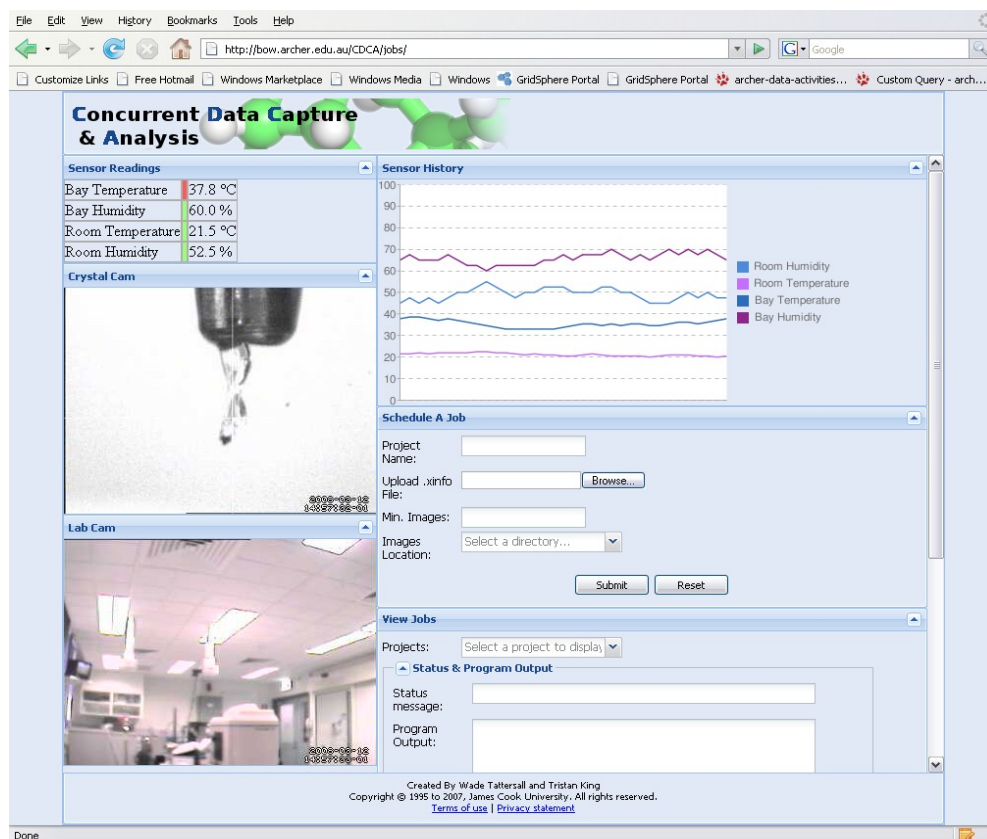 File Edit View History Bookmarks Tools Help
http://bow.archer.edu.au/CDCA/jobs/
G Google
Customize Links Free Hotmail Windows Marketplace Windows Media Windows GridSphere Portal GridSphere Portal archer-data-activities... Custom Query - arch...
Concurrent Data Capture
& Analysis
Sensor Readings
Bay Temperature 37.8 °C
Bay Humidity 60.0 %
Room Temperature 21.5 °C
Room Humidity 52.5 %
Crystal Cam
Lab Cam
Sensor History
100
90
80
70
60
50
40
30
20
10
0
Room Humidity
Room Temperature
Bay Temperature
Bay Humidity
Schedule A Job
Project
Name:
Upload .xinfo
File:
Browse...
Min. Images:
Images
Location:
Select a directory...
Submit Reset
View Jobs
Projects: Select a project to display
Status & Program Output
Status
message:
Program
Output:
Created By Wade Tattersall and Tristan King
Copyright © 1995 to 2007, James Cook University. All rights reserved.
Terms of use | Privacy statement
Done